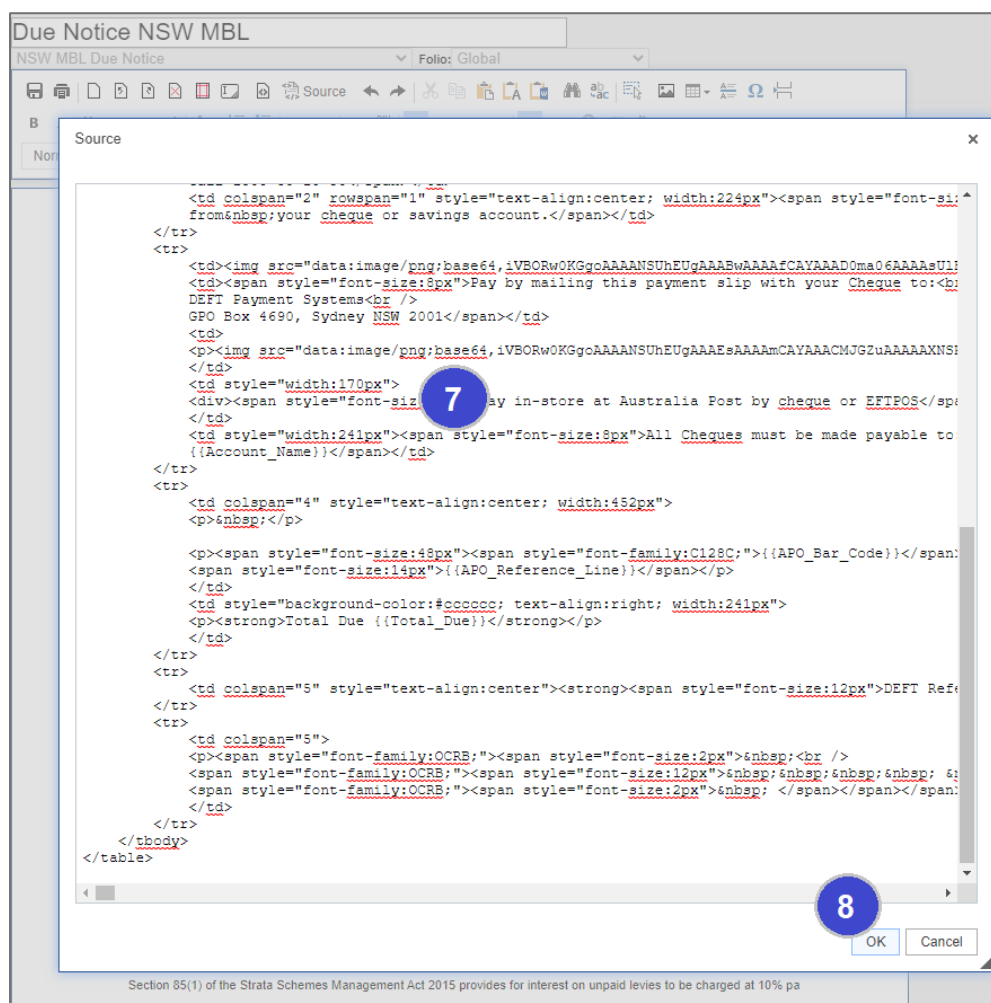 Due Notice NSW MBL
NSW MBL Due Notice Folio: Global
Source
B
Source ×
Nor
<td colspan="2" rowspan="1" style="text-align:center; width:224px"><span style="font-si
from&nbsp;your cheque or savings account.</span></td>
</tr>
<tr>
<td><img src="data:image/png;base64,iVBORw0KGgoAAAANSUhEUgAAABwAAAAfCAYAAAD0ma06AAAAsUlE
<td><span style="font-size:8px">Pay by mailing this payment slip with your Cheque to:<b
DEFT Payment Systems<br />
GPO Box 4690, Sydney NSW 2001</span></td>
<td>
<p><img src="data:image/png;base64,iVBORw0KGgoAAAANSUhEUgAAAEsAAAAmCAYAAACMJGZuAAAAAXNS
</td>
<td style="width:170px">
<div><span style="font-siz 7 ay in-store at Australia Post by cheque or EFTPOS</spa
</td>
<td style="width:241px"><span style="font-size:8px">All Cheques must be made payable to
{{Account_Name}}</span></td>
</tr>
<tr>
<td colspan="4" style="text-align:center; width:452px">
<p>&nbsp;</p>
<p><span style="font-size:48px"><span style="font-family:C128C;">{{APO_Bar_Code}}</span
<span style="font-size:14px">{{APO_Reference_Line}}</span></p>
</td>
<td style="background-color:#cccccc; text-align:right; width:241px">
<p><strong>Total Due {{Total_Due}}</strong></p>
</td>
</tr>
<tr>
<td colspan="5" style="text-align:center"><strong><span style="font-size:12px">DEFT Refe
</tr>
<tr>
<td colspan="5">
<p><span style="font-family:OCRB;"><span style="font-size:2px">&nbsp;<br />
<span style="font-family:OCRB;"><span style="font-size:12px">&nbsp;&nbsp;&nbsp;&nbsp; &
<span style="font-family:OCRB;"><span style="font-size:2px">&nbsp; </span></span></span
</td>
</tr>
</tbody>
</table>
8
OK Cancel
Section 85(1) of the Strata Schemes Management Act 2015 provides for interest on unpaid levies to be charged at 10% pa